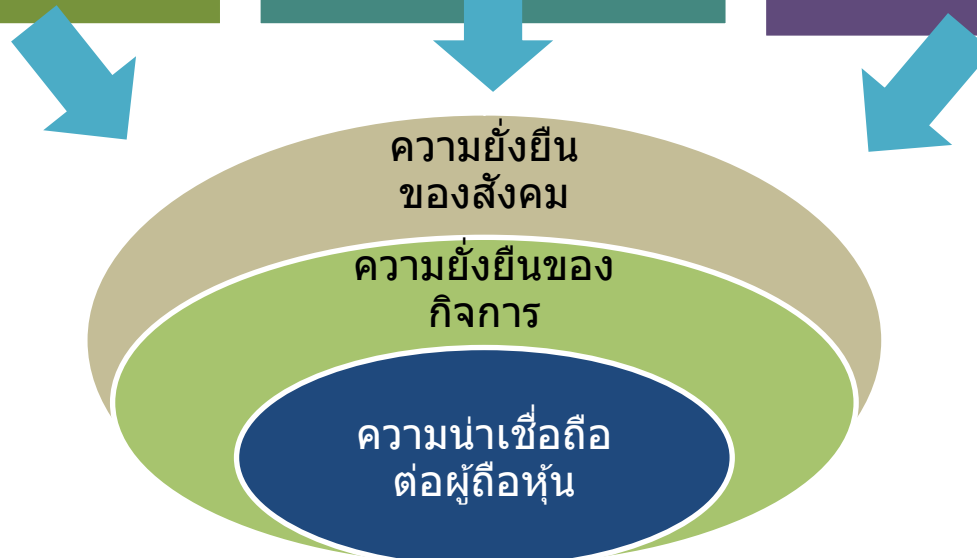 ความยั่งยืน
ของสังคม
ความยั่งยืนของ
กิจการ
ความน่าเชื่อถือ
ต่อผู้ถือหุ้น